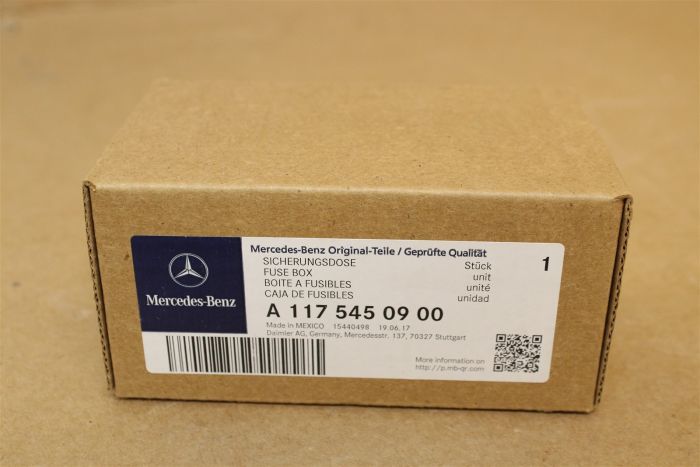 Mercedes-Benz
Mercedes-Benz Original-Teile / Geprüfte Qualität
SICHERUNGSDOSE Stück 1
FUSE BOX unit
BOITE A FUSIBLES unité
CAJA DE FUSIBLES unidad
A 117 545 09 00
Made in MEXICO 15440498 19.06.17
Daimler AG, Germany, Mercedesstr. 137, 70327 Stuttgart
More information on
http://p.mb-qr.com/